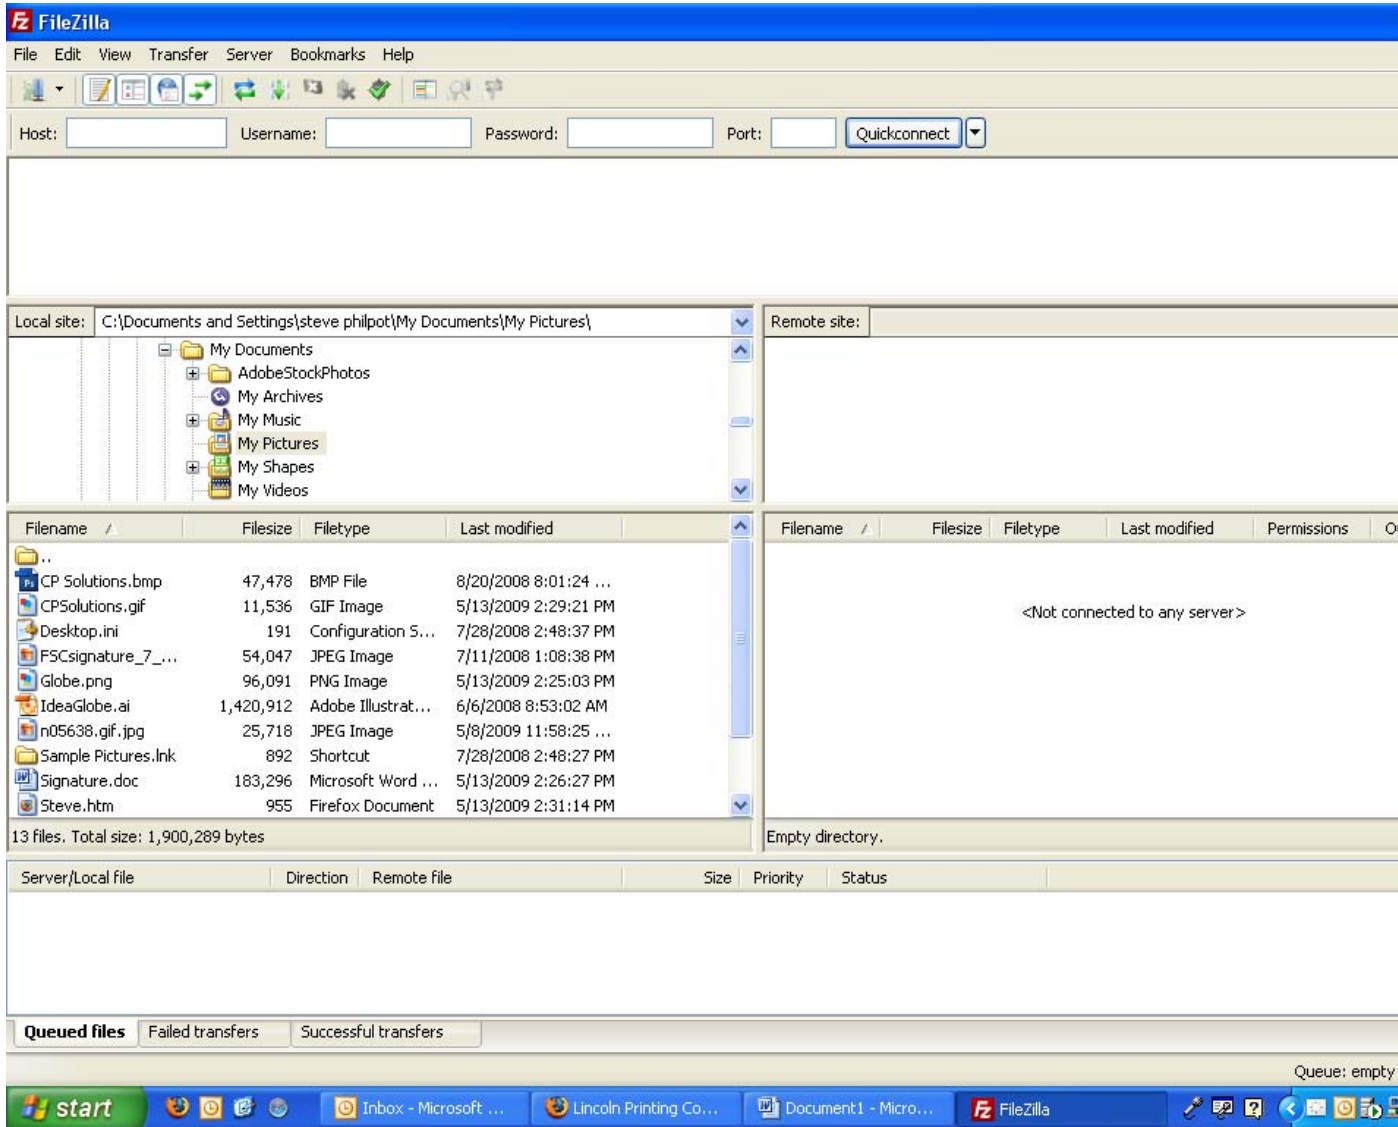 FileZilla
File Edit View Transfer Server Bookmarks Help
Host: Username: Password: Port: Quickconnect
Local site: C:\Documents and Settings\steve philpot\My Documents\My Pictures\ Remote site:
My Documents
AdobeStockPhotos
My Archives
My Music
My Pictures
My Shapes
My Videos
Filename Filesize Filetype Last modified Filename Filesize Filetype Last modified Permissions
..
CP Solutions.bmp 47,478 BMP File 8/20/2008 8:01:24 ...
CPSolutions.gif 11,536 GIF Image 5/13/2009 2:29:21 PM
<Not connected to any server>
Desktop.ini 191 Configuration S... 7/28/2008 2:48:37 PM
FSCsignature_7_... 54,047 JPEG Image 7/11/2008 1:08:38 PM
Globe.png 96,091 PNG Image 5/13/2009 2:25:03 PM
IdeaGlobe.ai 1,420,912 Adobe Illustrat... 6/6/2008 8:53:02 AM
n05638.gif.jpg 25,718 JPEG Image 5/8/2009 11:58:25 ...
Sample Pictures.lnk 892 Shortcut 7/28/2008 2:48:27 PM
Signature.doc 183,296 Microsoft Word ... 5/13/2009 2:26:27 PM
Steve.htm 955 Firefox Document 5/13/2009 2:31:14 PM
13 files. Total size: 1,900,289 bytes Empty directory.
Server/Local file Direction Remote file Size Priority Status
Queued files Failed transfers Successful transfers
Queue: empty
start Inbox - Microsoft ... Lincoln Printing Co... Document1 - Micro... FileZilla